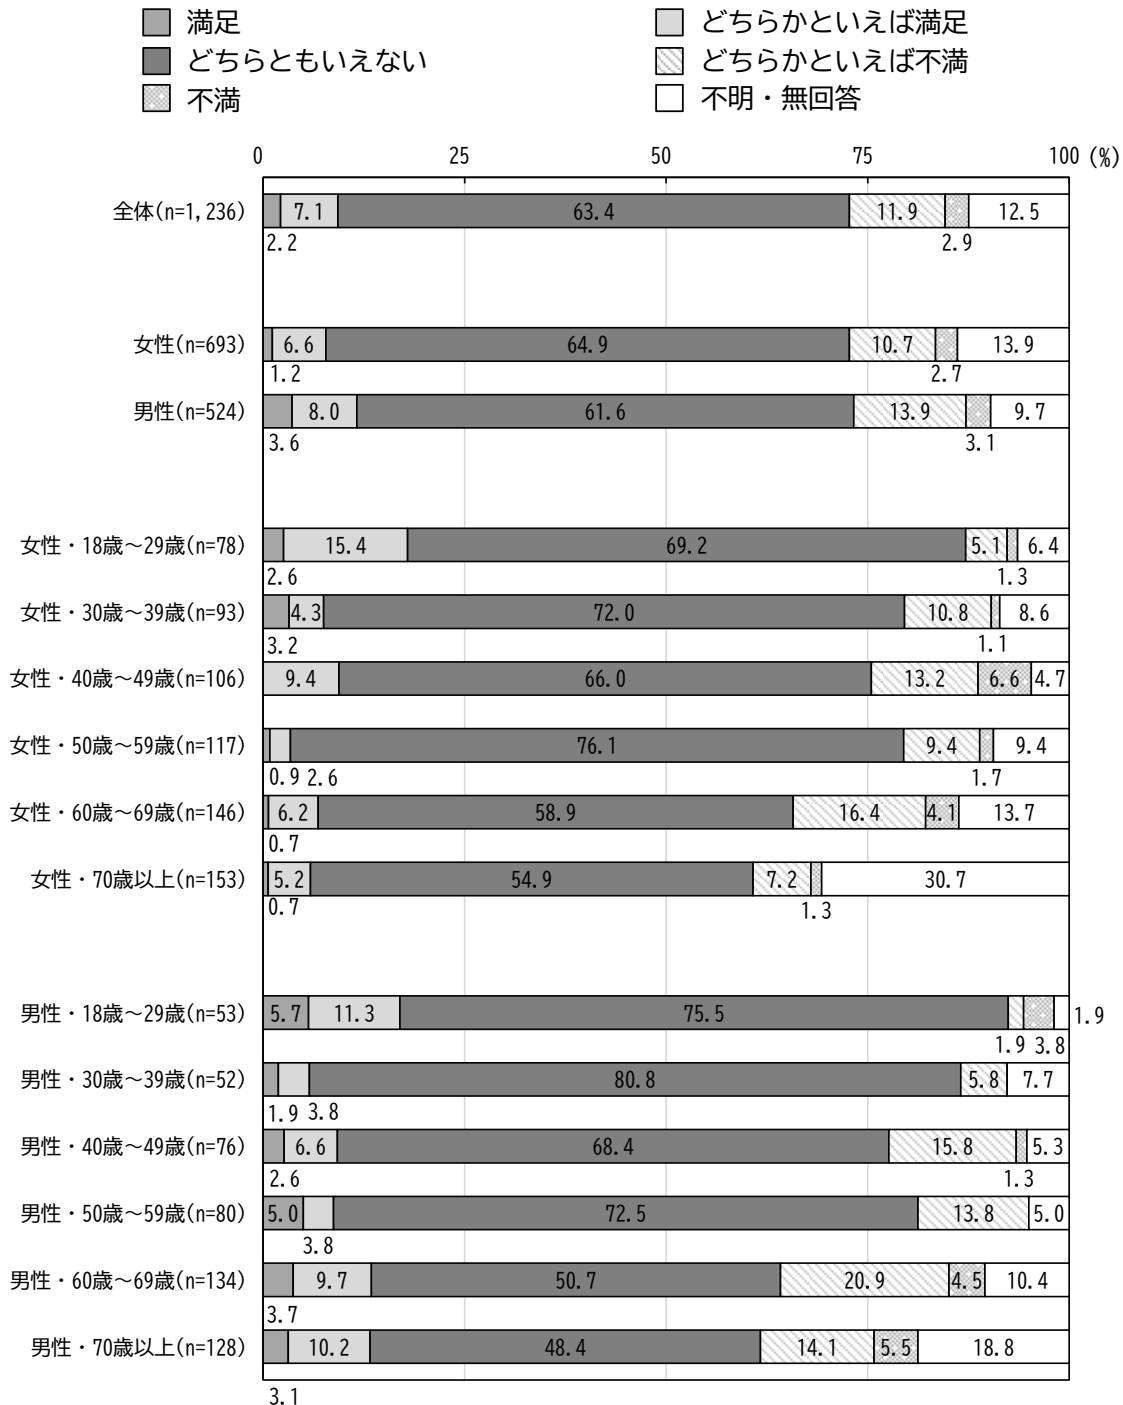 満足 どちらかといえば満足
どちらともいえない どちらかといえば不満
不満 不明・無回答
0 25 50 75 100 (%)
全体(n=1,236) 7.1 63.4 11.9 12.5
2.2 2.9
女性(n=693) 6.6 64.9 10.7 13.9
1.2 2.7
男性(n=524) 8.0 61.6 13.9 9.7
3.6 3.1
女性・18歳～29歳(n=78) 15.4 69.2 5.1 6.4
2.6 1.3
女性・30歳～39歳(n=93) 4.3 72.0 10.8 8.6
3.2 1.1
女性・40歳～49歳(n=106) 9.4 66.0 13.2 6.6 4.7
女性・50歳～59歳(n=117) 76.1 9.4 9.4
0.9 2.6 1.7
女性・60歳～69歳(n=146) 6.2 58.9 16.4 4.1 13.7
0.7
女性・70歳以上(n=153) 5.2 54.9 7.2 30.7
0.7 1.3
男性・18歳～29歳(n=53) 5.7 11.3 75.5 1.9
1.9 3.8
男性・30歳～39歳(n=52) 80.8 5.8 7.7
1.9 3.8
男性・40歳～49歳(n=76) 6.6 68.4 15.8 5.3
2.6 1.3
男性・50歳～59歳(n=80) 5.0 72.5 13.8 5.0
3.8
男性・60歳～69歳(n=134) 9.7 50.7 20.9 4.5 10.4
3.7
男性・70歳以上(n=128) 10.2 48.4 14.1 5.5 18.8
3.1